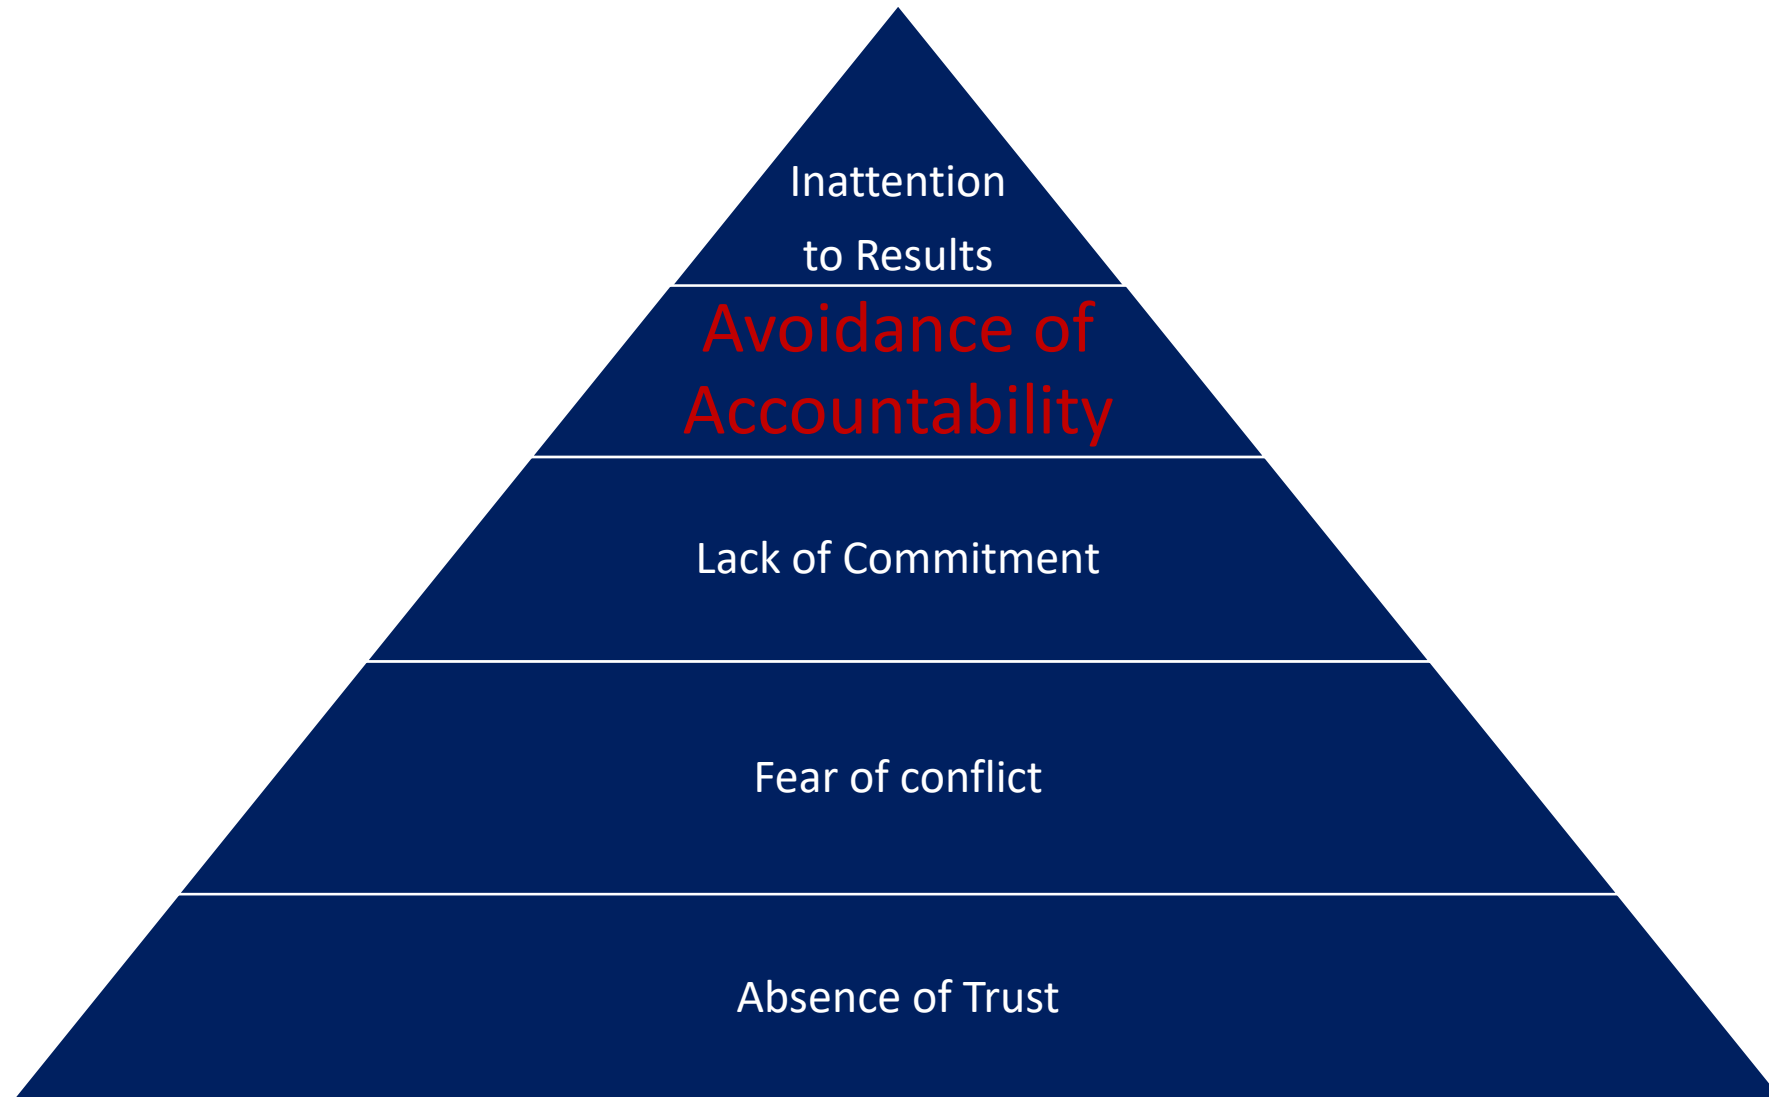 Inattention
to Results
Avoidance of
Accountability
Lack of Commitment
Fear of conflict
Absence of Trust